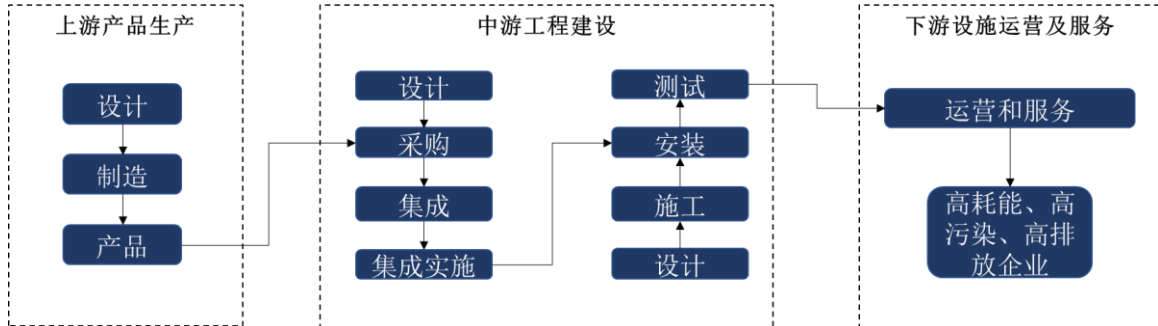 上游产品生产
设计
制造
产品
中游工程建设
设计
采购
集成
集成实施
测试
安装
施工
设计
下游设施运营及服务
运营和服务
高耗能、高
污染、高排
放企业